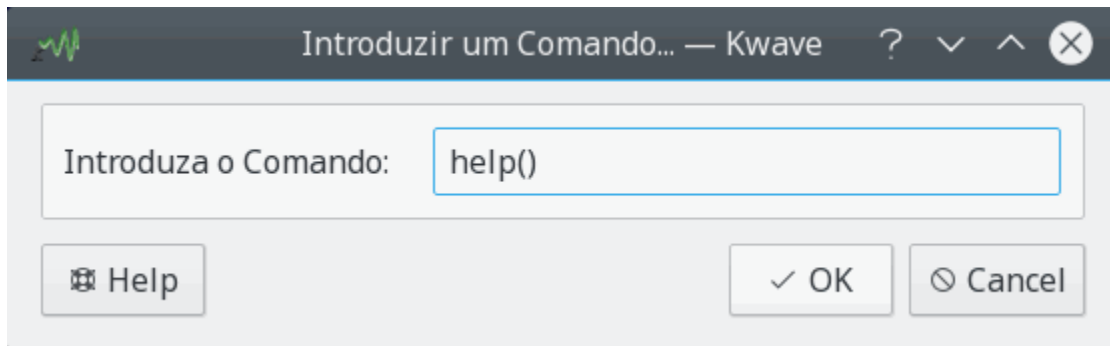 Introduzir um Comando... — Kwave
Introduza o Comando: help()
Help OK Cancel